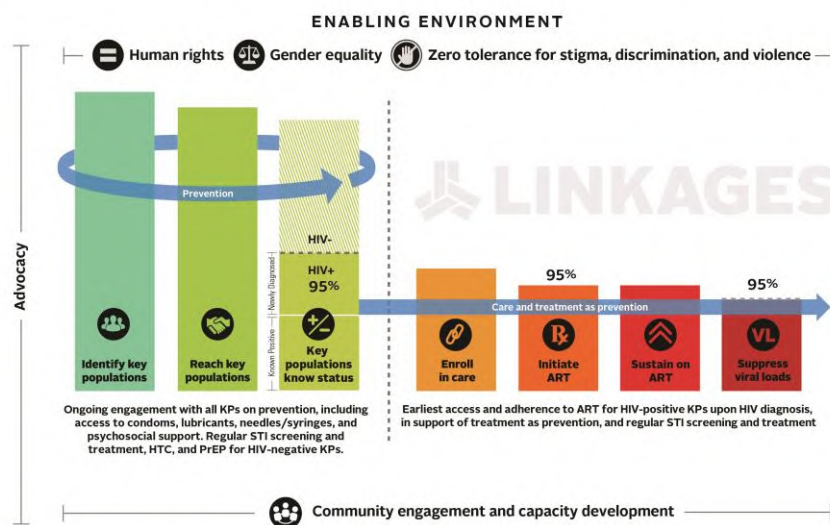 ENABLING ENVIRONMENT
Human rights
Gender equality
Zero tolerance for stigma, discrimination, and violence
Advocacy
Prevention
LINKAGES
HIV-
HIV+
95%
Newly Diagnosed
Known Positive
95%
95%
Care and treatment as prevention
Identify key
populations
Reach key
populations
+/-
Key
populations
know status
Enroll
in care
Rx
Initiate
ART
Sustain on
ART
VL
Suppress
viral loads
Ongoing engagement with all KPs on prevention, including
access to condoms, lubricants, needles/syringes, and
psychosocial support. Regular STI screening and
treatment, HTC, and PrEP for HIV-negative KPs.
Earliest access and adherence to ART for HIV-positive KPs upon HIV diagnosis,
in support of treatment as prevention, and regular STI screening and treatment
Community engagement and capacity development